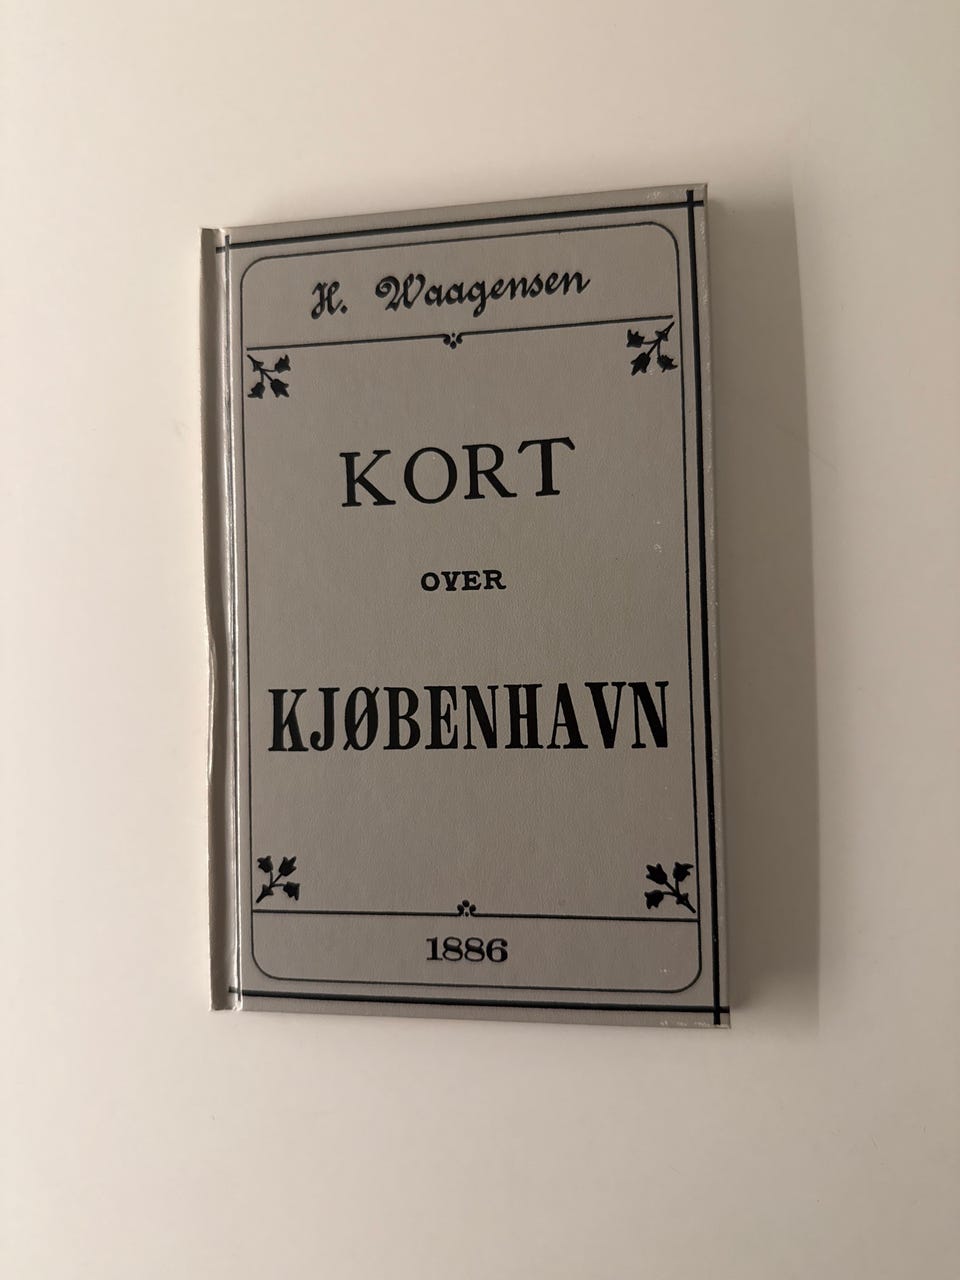 H. Waagensen
KORT
OVER
KJØBENHAVN
1886